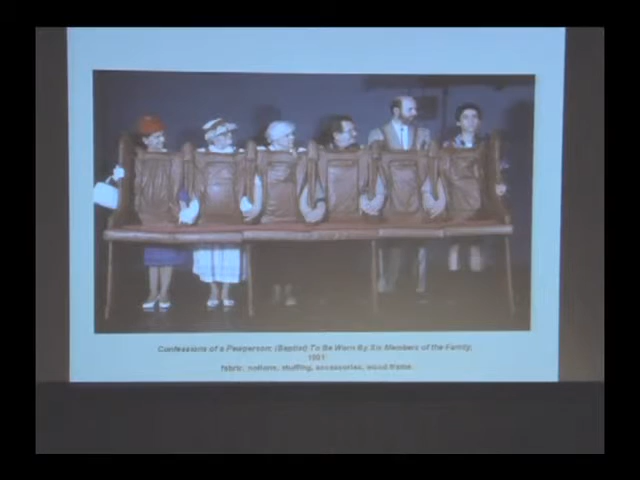 Confessions of a Pewperson: (Baptist) To Be Worn By Six Members of the Family,
1981
fabric, notions, stuffing, accessories, wood frame